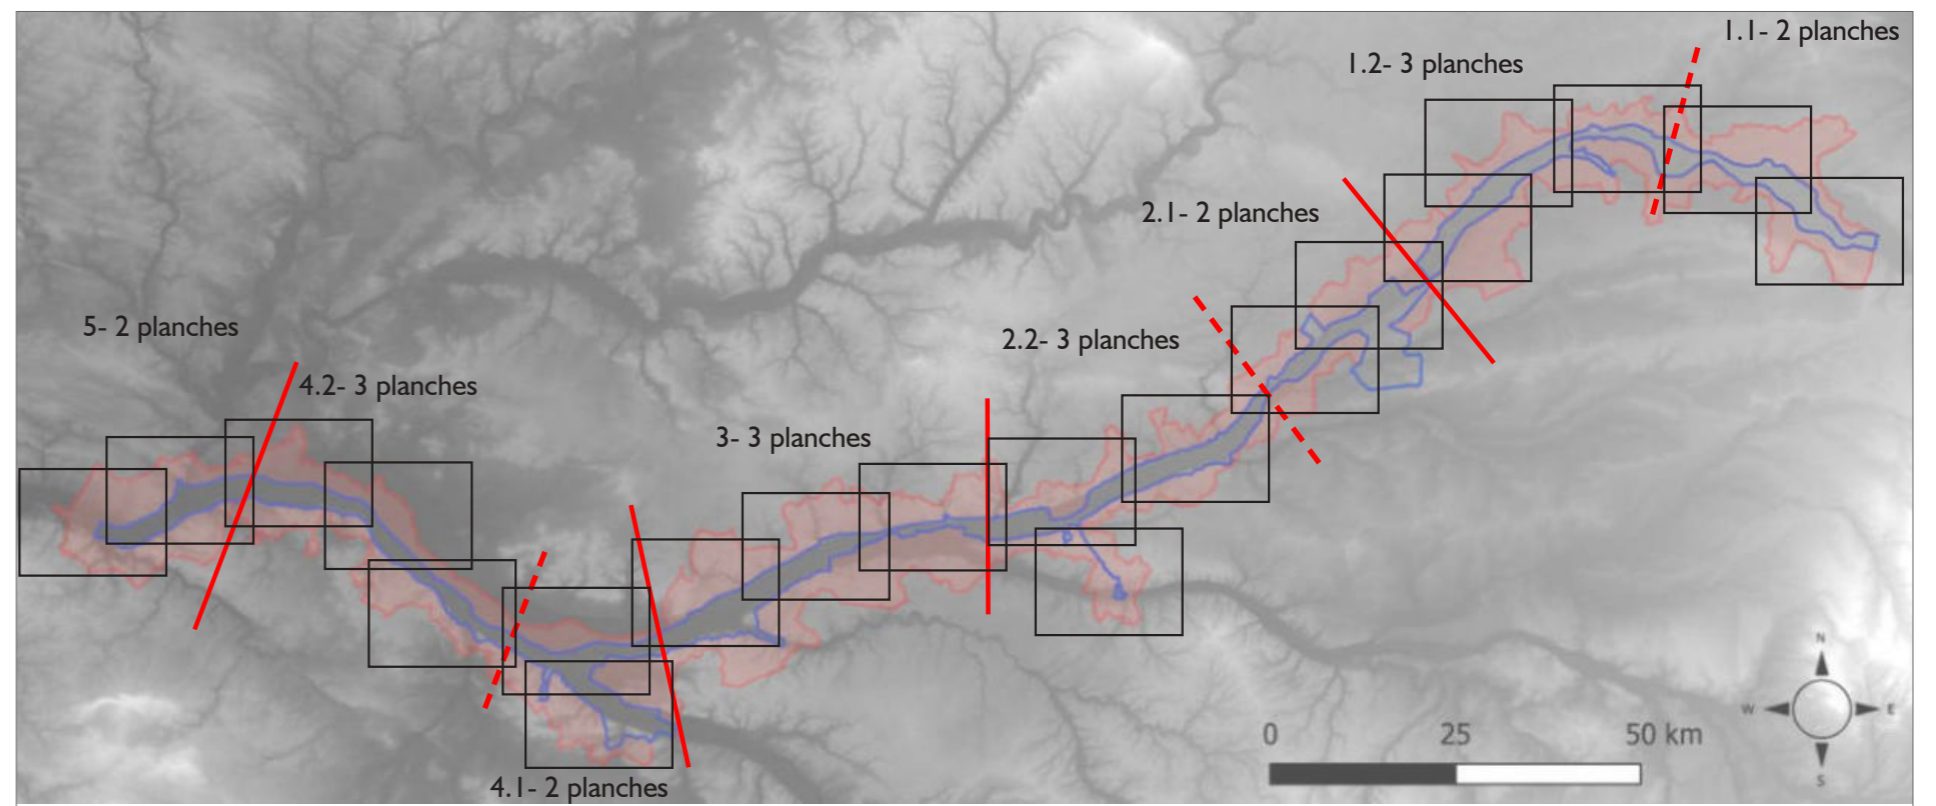 1.1- 2 planches
1.2- 3 planches
2.1- 2 planches
5- 2 planches
2.2- 3 planches
4.2- 3 planches
3- 3 planches
4.1- 2 planches
0 25 50 km
N
W E
S